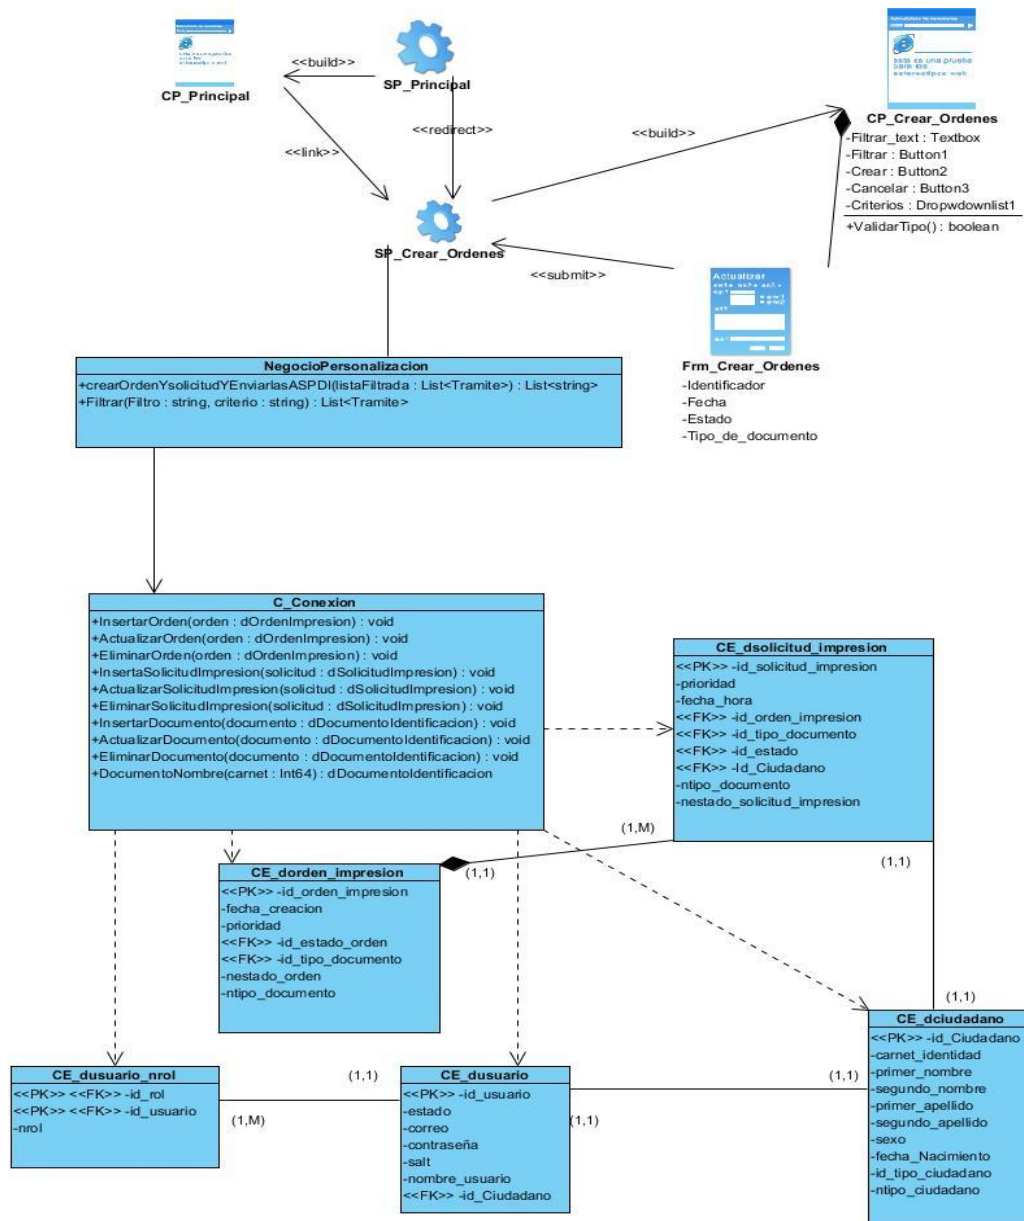 <<build>>
CP_Principal
SP_Principal
<<link>>
<<redirect>>
<<build>>
esto es una prueba
para los
estereotipos web
CP_Crear_Ordenes
-Filtrar_text : Textbox
-Filtrar : Button1
-Crear : Button2
-Cancelar : Button3
-Criterios : Dropwdownlist1
+ValidarTipo() : boolean
SP_Crear_Ordenes
<<submit>>
Actualizar
Frm_Crear_Ordenes
-Identificador
-Fecha
-Estado
-Tipo_de_documento
NegocioPersonalizacion
+crearOrdenYsolicitudYEnviarlasASPDI(listaFiltrada : List<Tramite>) : List<string>
+Filtrar(Filtro : string, criterio : string) : List<Tramite>
C_Conexion
+InsertarOrden(orden : dOrdenImpresion) : void
+ActualizarOrden(orden : dOrdenImpresion) : void
+EliminarOrden(orden : dOrdenImpresion) : void
+InsertaSolicitudImpresion(solicitud : dSolicitudImpresion) : void
+ActualizarSolicitudImpresion(solicitud : dSolicitudImpresion) : void
+EliminarSolicitudImpresion(solicitud : dSolicitudImpresion) : void
+InsertarDocumento(documento : dDocumentoIdentificacion) : void
+ActualizarDocumento(documento : dDocumentoIdentificacion) : void
+EliminarDocumento(documento : dDocumentoIdentificacion) : void
+DocumentoNombre(carnet : Int64) : dDocumentoIdentificacion
CE_dsolicitud_impresion
<<PK>> -id_solicitud_impresion
-prioridad
-fecha_hora
<<FK>> -id_orden_impresion
<<FK>> -id_tipo_documento
<<FK>> -id_estado
<<FK>> -Id_Ciudadano
-ntipo_documento
-nestado_solicitud_impresion
(1,M)
(1,1)
(1,1)
CE_dorden_impresion
<<PK>> -id_orden_impresion
-fecha_creacion
-prioridad
<<FK>> -id_estado_orden
<<FK>> -id_tipo_documento
-nestado_orden
-ntipo_documento
(1,1)
CE_dciudadano
<<PK>> -id_Ciudadano
-carnet_identidad
-primer_nombre
-segundo_nombre
-primer_apellido
-segundo_apellido
-sexo
-fecha_Nacimiento
-id_tipo_ciudadano
-ntipo_ciudadano
CE_dusuario_nrol
<<PK>> <<FK>> -id_rol
<<PK>> <<FK>> -id_usuario
-nrol
(1,1)
(1,M)
CE_dusuario
<<PK>> -id_usuario
-estado
-correo
-contraseña
-salt
-nombre_usuario
<<FK>> -id_Ciudadano
(1,1)
(1,1)